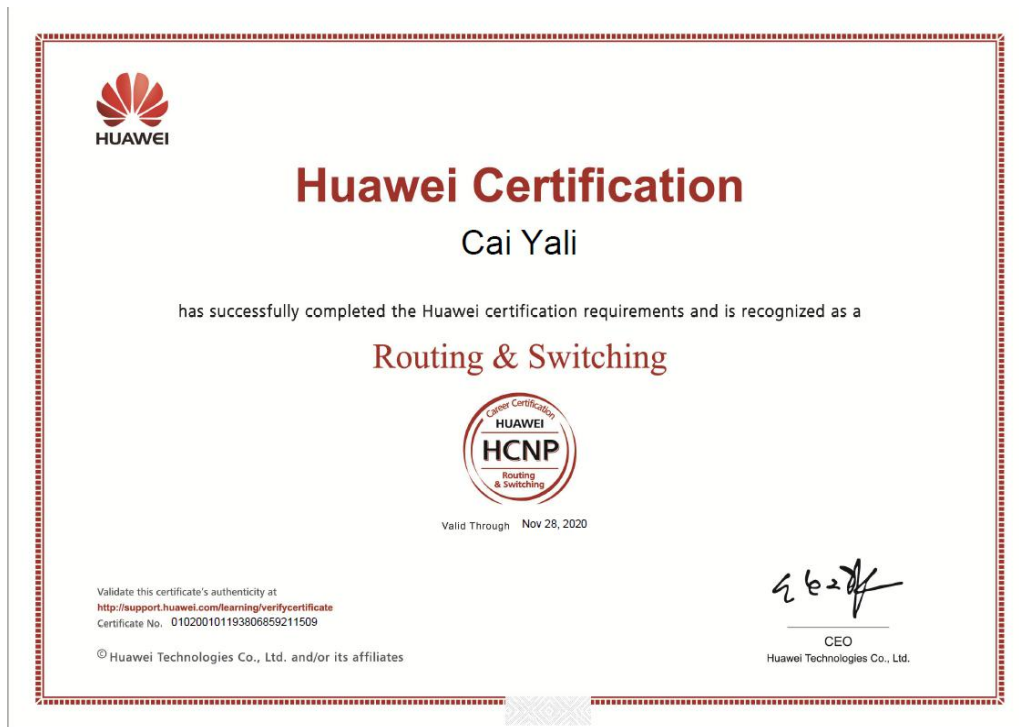 HUAWEI
Huawei Certification
Cai Yali
has successfully completed the Huawei certification requirements and is recognized as a
Routing & Switching
Career Certification
HUAWEI
HCNP
Routing
& Switching
Valid Through Nov 28, 2020
Validate this certificate's authenticity at
http://support.huawei.com/learning/verifycertificate
Certificate No. 010200101193806859211509
© Huawei Technologies Co., Ltd. and/or its affiliates
CEO
Huawei Technologies Co., Ltd.